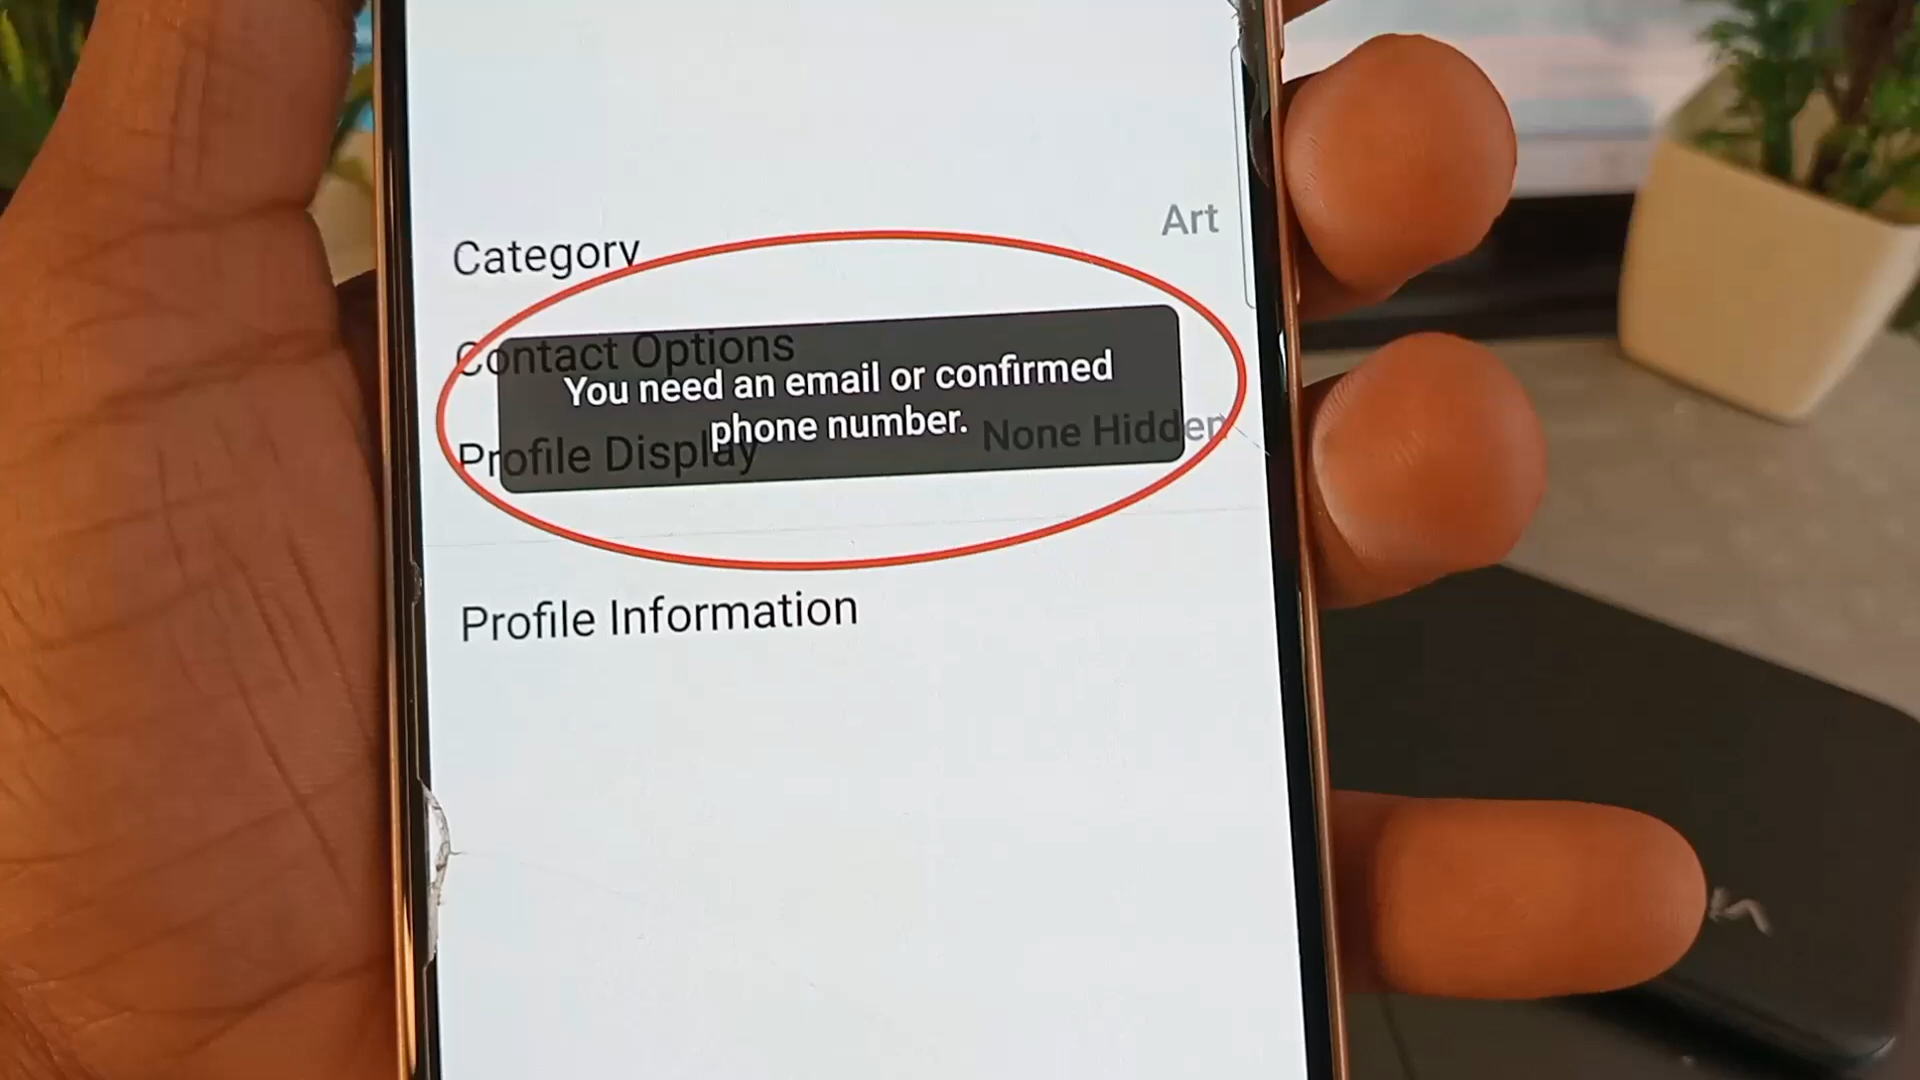 Art
Category
Contact Options
You need an email or confirmed
phone number.
Profile Display
None Hidden
Profile Information